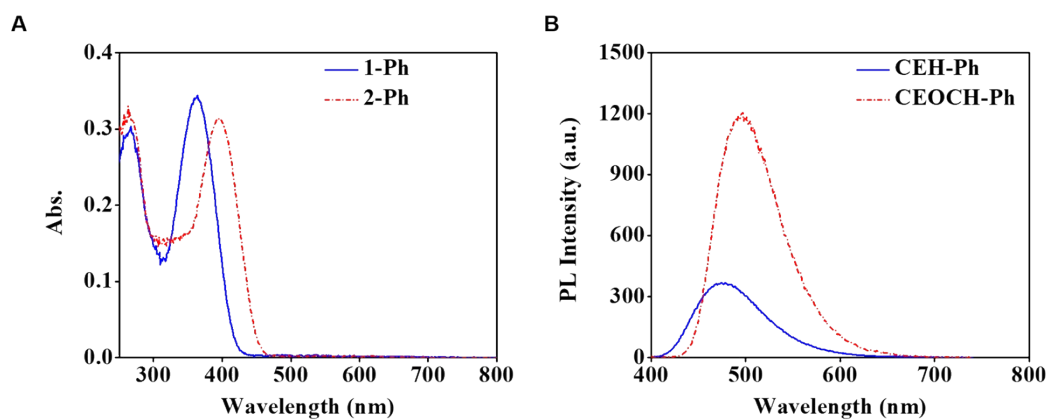 A
Abs.
0.4
0.3
0.2
0.1
0.0
1-Ph
2-Ph
300 400 500 600 700 800
Wavelength (nm)
B
PL Intensity (a.u.)
1500
1200
900
600
300
0
CEH-Ph
CEOCH-Ph
400 500 600 700 800
Wavelength (nm)